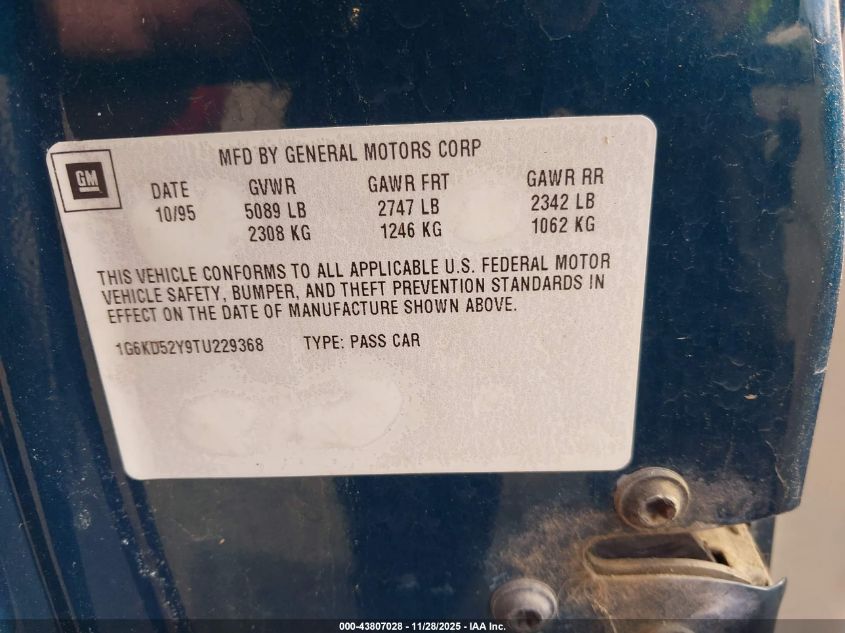 MFD BY GENERAL MOTORS CORP
GM
DATE GVWR GAWR FRT GAWR RR
10/95 5089 LB 2747 LB 2342 LB
2308 KG 1246 KG 1062 KG
THIS VEHICLE CONFORMS TO ALL APPLICABLE U.S. FEDERAL MOTOR
VEHICLE SAFETY, BUMPER, AND THEFT PREVENTION STANDARDS IN
EFFECT ON THE DATE OF MANUFACTURE SHOWN ABOVE.
1G6KD52Y9TU229368 TYPE: PASS CAR
000-43807028 - 11/28/2025 - IAA Inc.